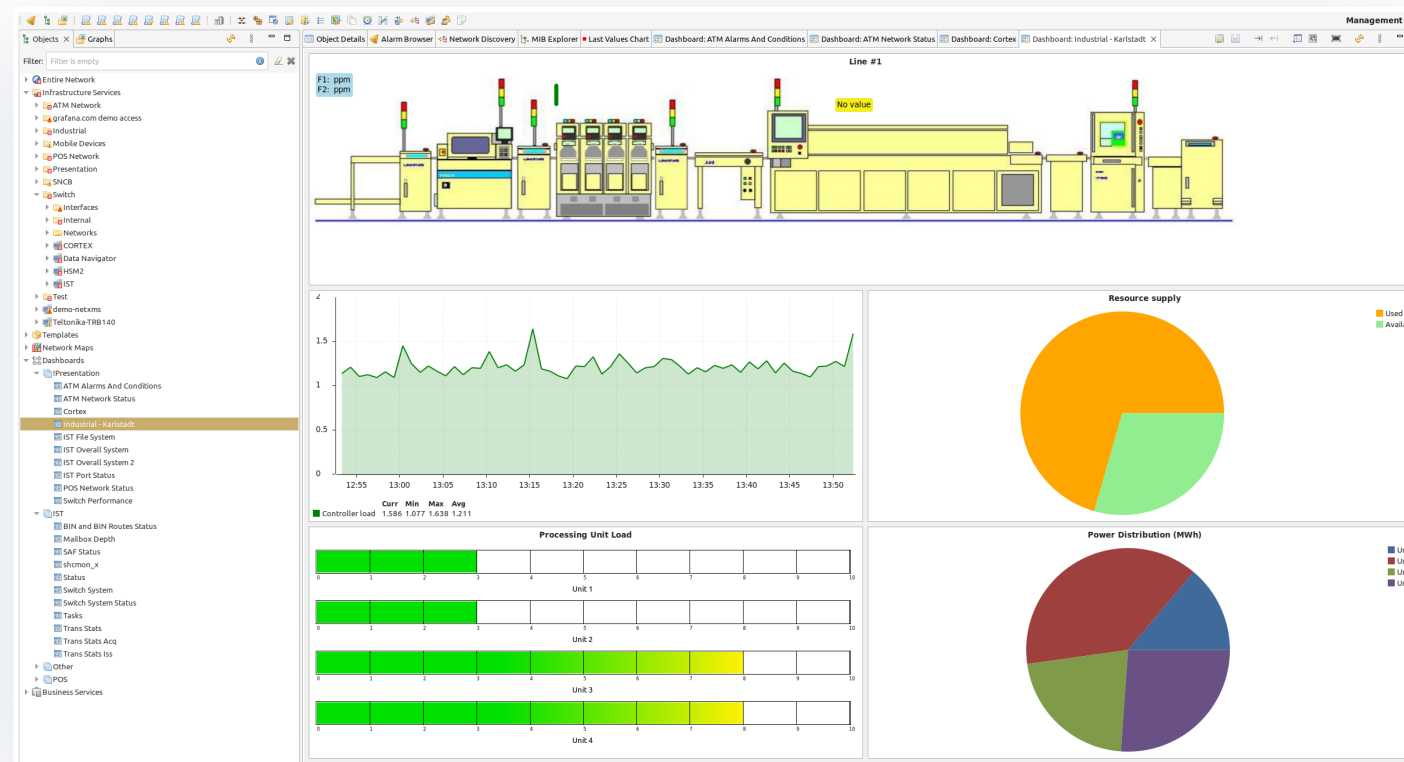 Management
Objects
Graphs
Object Details
Alarm Browser
Network Discovery
MIB Explorer
Last Values Chart
Dashboard: ATM Alarms And Conditions
Dashboard: ATM Network Status
Dashboard: Cortex
Dashboard: Industrial - Karlstadt
Filter: Filter is empty
Entire Network
Infrastructure Services
ATM Network
grafana.com demo access
Industrial
Mobile Devices
POS Network
Presentation
SNCB
Switch
Interfaces
Internal
Networks
CORTEX
Data Navigator
HSM2
IST
Test
demo-netxms
Teltonika-TRB140
Templates
Network Maps
Dashboards
!Presentation
ATM Alarms And Conditions
ATM Network Status
Cortex
Industrial - Karlstadt
IST File System
IST Overall System
IST Overall System 2
IST Port Status
POS Network Status
Switch Performance
IST
BIN and BIN Routes Status
Mailbox Depth
SAF Status
shcmon_x
Status
Switch System
Switch System Status
Tasks
Trans Stats
Trans Stats Acq
Trans Stats Iss
Other
POS
Business Services
Line #1
F1: ppm
F2: ppm
No value
2
1.5
1
0.5
0
12:55 13:00 13:05 13:10 13:15 13:20 13:25 13:30 13:35 13:40 13:45 13:50
Curr Min Max Avg
Controller load 1.586 1.077 1.638 1.211
Resource supply
Used
Availa
Processing Unit Load
0 1 2 3 4 5 6 7 8 9 10
Unit 1
0 1 2 3 4 5 6 7 8 9 10
Unit 2
0 1 2 3 4 5 6 7 8 9 10
Unit 3
0 1 2 3 4 5 6 7 8 9 10
Unit 4
Power Distribution (MWh)
Un
Un
Un
Un